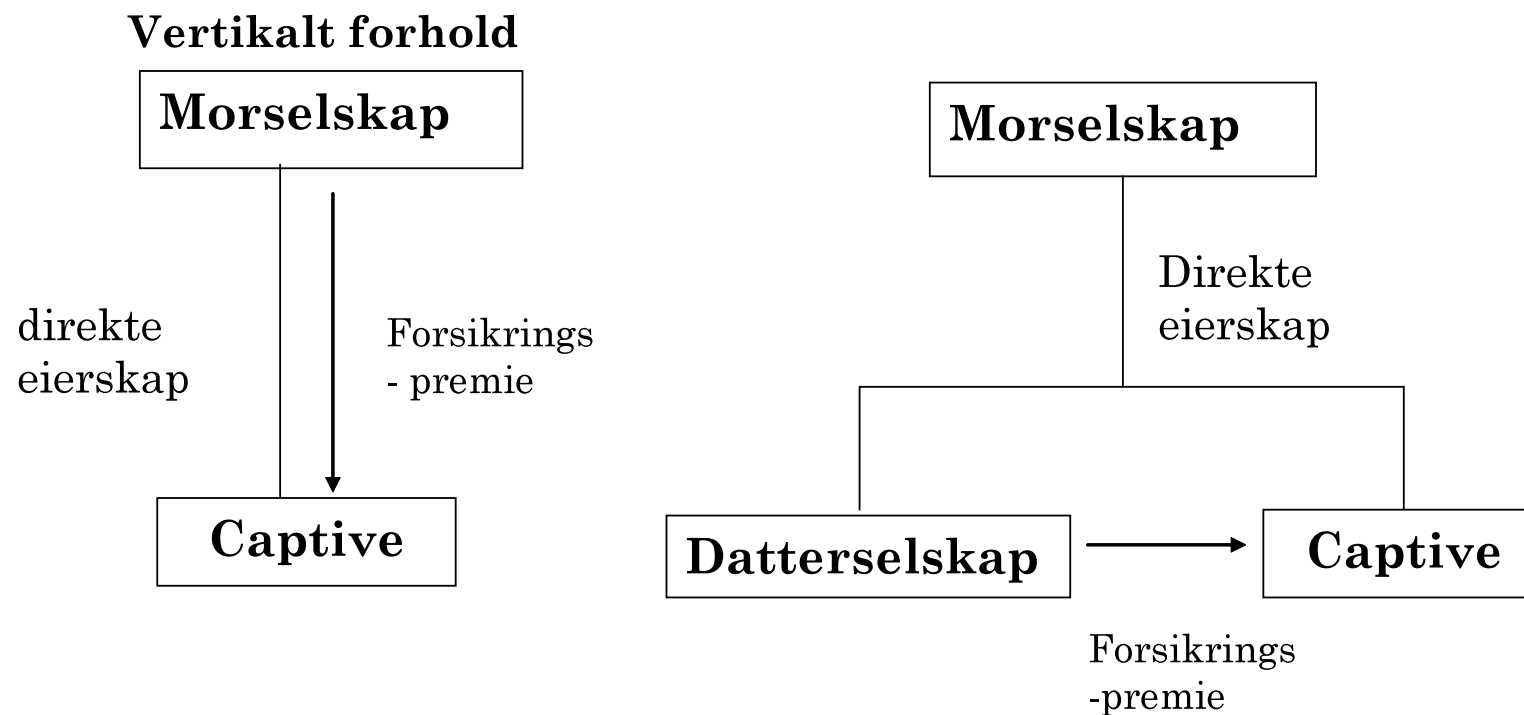 Vertikalt forhold
Morselskap
direkte
eierskap
Forsikrings
- premie
Captive
Morselskap
Direkte
eierskap
Datterselskap
Captive
Forsikrings
-premie